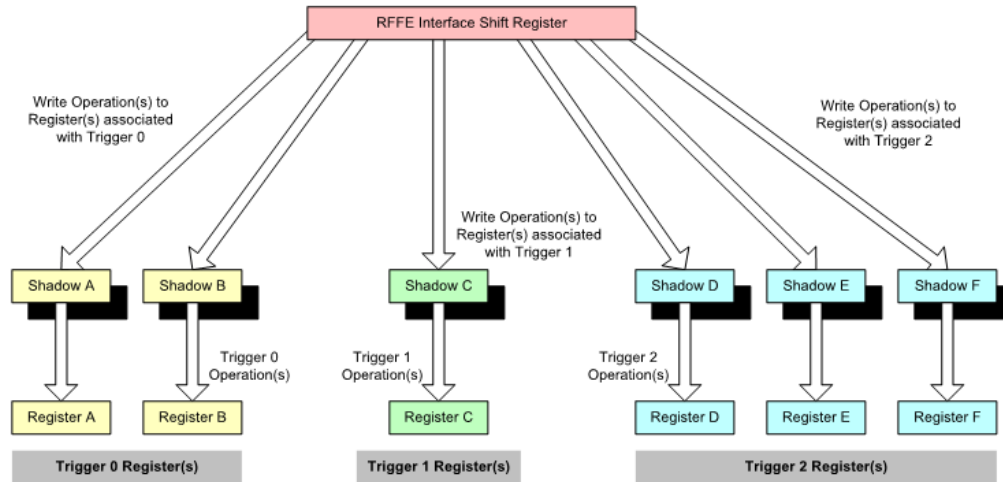 RFFE Interface Shift Register
Write Operation(s) to
Register(s) associated
with Trigger 0
Write Operation(s) to
Register(s) associated
with Trigger 2
Write Operation(s) to
Register(s) associated
with Trigger 1
Shadow A
Shadow B
Shadow C
Shadow D
Shadow E
Shadow F
Trigger 0
Operation(s)
Trigger 1
Operation(s)
Trigger 2
Operation(s)
Register A
Register B
Register C
Register D
Register E
Register F
Trigger 0 Register(s)
Trigger 1 Register(s)
Trigger 2 Register(s)